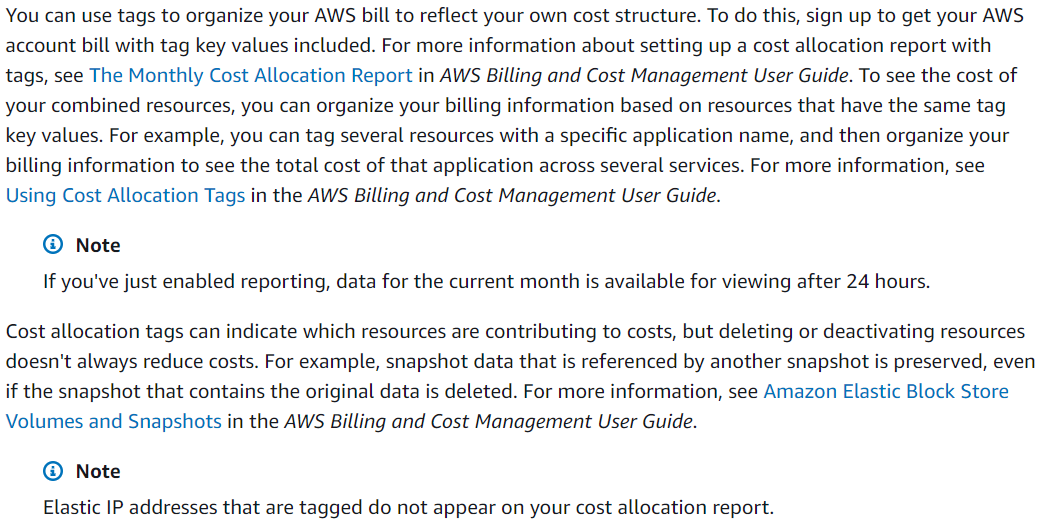 You can use tags to organize your AWS bill to reflect your own cost structure. To do this, sign up to get your AWS
account bill with tag key values included. For more information about setting up a cost allocation report with
tags, see The Monthly Cost Allocation Report in AWS Billing and Cost Management User Guide. To see the cost of
your combined resources, you can organize your billing information based on resources that have the same tag
key values. For example, you can tag several resources with a specific application name, and then organize your
billing information to see the total cost of that application across several services. For more information, see
Using Cost Allocation Tags in the AWS Billing and Cost Management User Guide.
Note
If you've just enabled reporting, data for the current month is available for viewing after 24 hours.
Cost allocation tags can indicate which resources are contributing to costs, but deleting or deactivating resources
doesn't always reduce costs. For example, snapshot data that is referenced by another snapshot is preserved, even
if the snapshot that contains the original data is deleted. For more information, see Amazon Elastic Block Store
Volumes and Snapshots in the AWS Billing and Cost Management User Guide.
Note
Elastic IP addresses that are tagged do not appear on your cost allocation report.